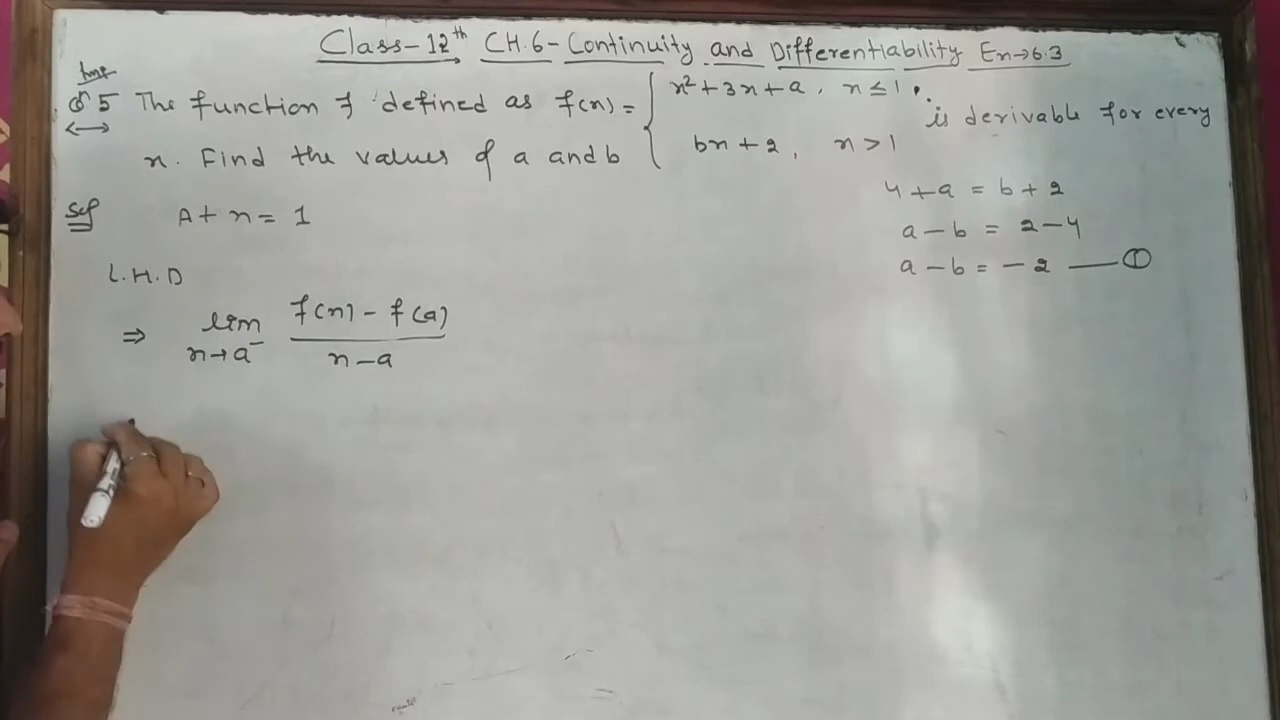 Class-12th CH.6-Continuity and Differentiability Ex→6.3
Imp
Q 5 The function f defined as f(x) = { x² + 3x + a, x ≤ 1
bx + 2, x > 1
is derivable for every
x. Find the values of a and b
4 + a = b + 2
a - b = 2 - 4
a - b = - 2 — ①
Sol At x = 1
L.H.D
⇒ lim x→a⁻ f(x) - f(a) / x - a